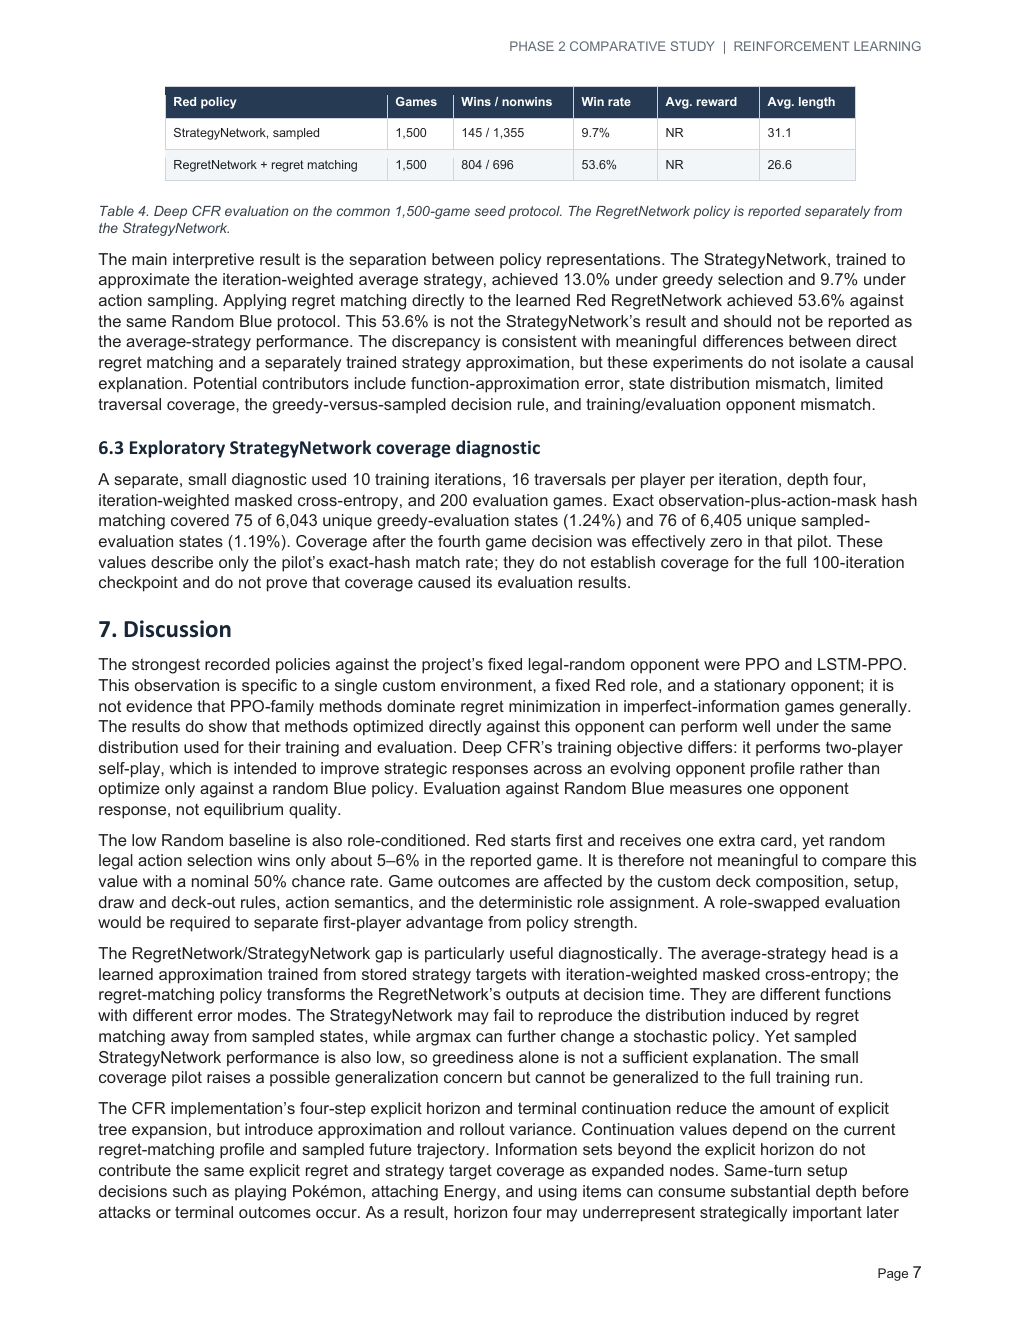 PHASE 2 COMPARATIVE STUDY | REINFORCEMENT LEARNING
Red policy Games Wins / nonwins Win rate Avg. reward Avg. length
StrategyNetwork, sampled 1,500 145 / 1,355 9.7% NR 31.1
RegretNetwork + regret matching 1,500 804 / 696 53.6% NR 26.6
Table 4. Deep CFR evaluation on the common 1,500-game seed protocol. The RegretNetwork policy is reported separately from
the StrategyNetwork.
The main interpretive result is the separation between policy representations. The StrategyNetwork, trained to
approximate the iteration-weighted average strategy, achieved 13.0% under greedy selection and 9.7% under
action sampling. Applying regret matching directly to the learned Red RegretNetwork achieved 53.6% against
the same Random Blue protocol. This 53.6% is not the StrategyNetwork’s result and should not be reported as
the average-strategy performance. The discrepancy is consistent with meaningful differences between direct
regret matching and a separately trained strategy approximation, but these experiments do not isolate a causal
explanation. Potential contributors include function-approximation error, state distribution mismatch, limited
traversal coverage, the greedy-versus-sampled decision rule, and training/evaluation opponent mismatch.
6.3 Exploratory StrategyNetwork coverage diagnostic
A separate, small diagnostic used 10 training iterations, 16 traversals per player per iteration, depth four,
iteration-weighted masked cross-entropy, and 200 evaluation games. Exact observation-plus-action-mask hash
matching covered 75 of 6,043 unique greedy-evaluation states (1.24%) and 76 of 6,405 unique sampled-
evaluation states (1.19%). Coverage after the fourth game decision was effectively zero in that pilot. These
values describe only the pilot’s exact-hash match rate; they do not establish coverage for the full 100-iteration
checkpoint and do not prove that coverage caused its evaluation results.
7. Discussion
The strongest recorded policies against the project’s fixed legal-random opponent were PPO and LSTM-PPO.
This observation is specific to a single custom environment, a fixed Red role, and a stationary opponent; it is
not evidence that PPO-family methods dominate regret minimization in imperfect-information games generally.
The results do show that methods optimized directly against this opponent can perform well under the same
distribution used for their training and evaluation. Deep CFR’s training objective differs: it performs two-player
self-play, which is intended to improve strategic responses across an evolving opponent profile rather than
optimize only against a random Blue policy. Evaluation against Random Blue measures one opponent
response, not equilibrium quality.
The low Random baseline is also role-conditioned. Red starts first and receives one extra card, yet random
legal action selection wins only about 5–6% in the reported game. It is therefore not meaningful to compare this
value with a nominal 50% chance rate. Game outcomes are affected by the custom deck composition, setup,
draw and deck-out rules, action semantics, and the deterministic role assignment. A role-swapped evaluation
would be required to separate first-player advantage from policy strength.
The RegretNetwork/StrategyNetwork gap is particularly useful diagnostically. The average-strategy head is a
learned approximation trained from stored strategy targets with iteration-weighted masked cross-entropy; the
regret-matching policy transforms the RegretNetwork’s outputs at decision time. They are different functions
with different error modes. The StrategyNetwork may fail to reproduce the distribution induced by regret
matching away from sampled states, while argmax can further change a stochastic policy. Yet sampled
StrategyNetwork performance is also low, so greediness alone is not a sufficient explanation. The small
coverage pilot raises a possible generalization concern but cannot be generalized to the full training run.
The CFR implementation’s four-step explicit horizon and terminal continuation reduce the amount of explicit
tree expansion, but introduce approximation and rollout variance. Continuation values depend on the current
regret-matching profile and sampled future trajectory. Information sets beyond the explicit horizon do not
contribute the same explicit regret and strategy target coverage as expanded nodes. Same-turn setup
decisions such as playing Pokémon, attaching Energy, and using items can consume substantial depth before
attacks or terminal outcomes occur. As a result, horizon four may underrepresent strategically important later
Page 7